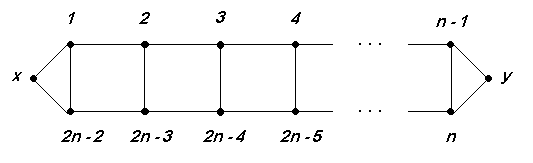 1 2 3 4 n - 1
x . . . y
. . .
2n - 2 2n - 3 2n - 4 2n - 5 n